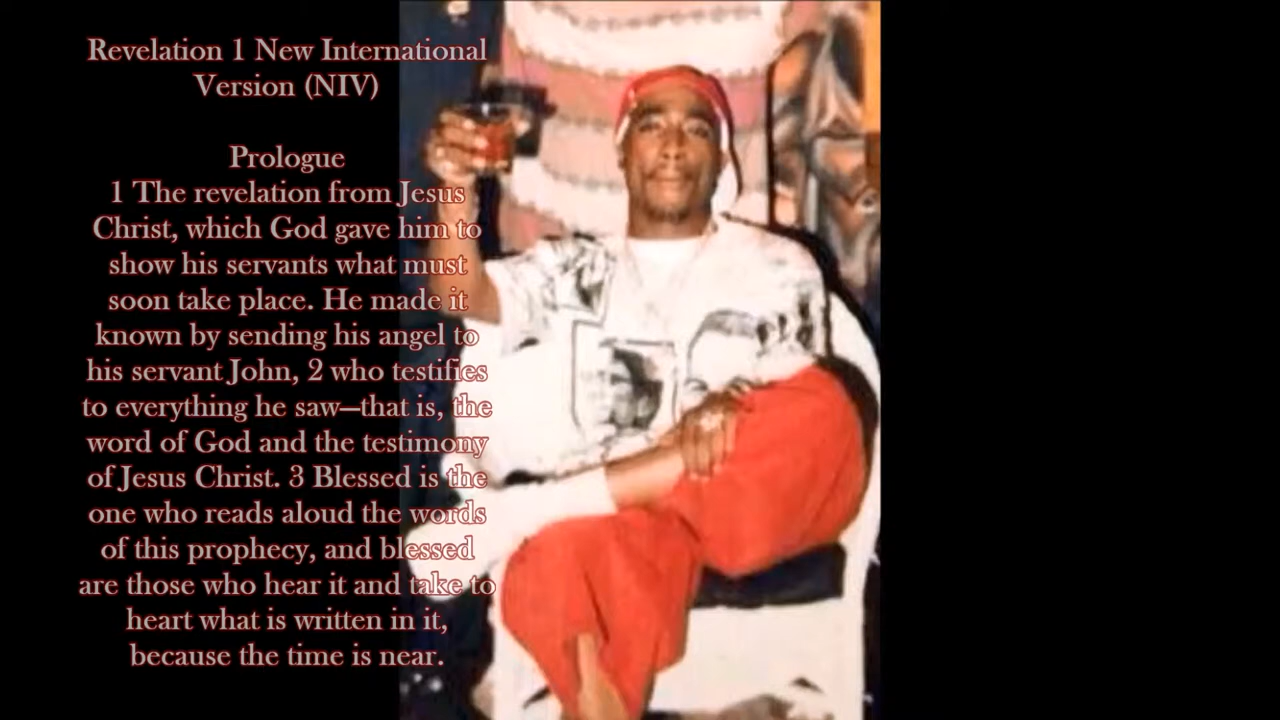 Revelation 1 New International
Version (NIV)
Prologue
1 The revelation from Jesus
Christ, which God gave him to
show his servants what must
soon take place. He made it
known by sending his angel to
his servant John, 2 who testifies
to everything he saw—that is, the
word of God and the testimony
of Jesus Christ. 3 Blessed is the
one who reads aloud the words
of this prophecy, and blessed
are those who hear it and take to
heart what is written in it,
because the time is near.